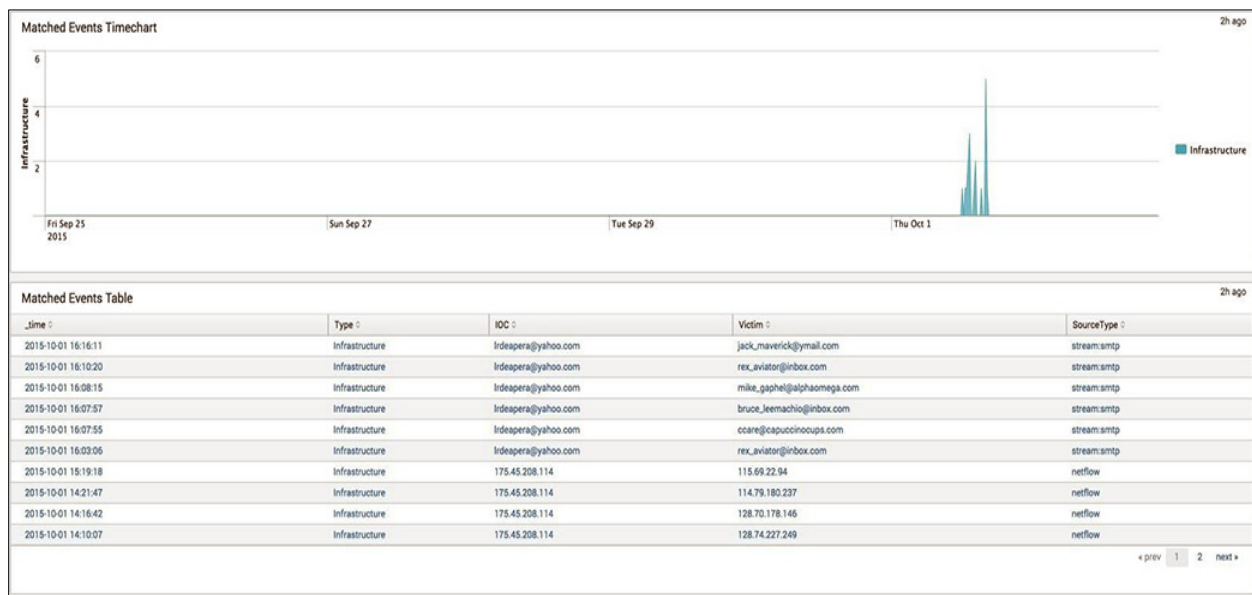 Matched Events Timechart
2h ago
6
4
2
Infrastructure
Infrastructure
Fri Sep 25
2015
Sun Sep 27
Tue Sep 29
Thu Oct 1
Matched Events Table
2h ago
_time Type IOC Victim SourceType
2015-10-01 16:16:11 Infrastructure lrdeapera@yahoo.com jack_maverick@ymail.com stream:smtp
2015-10-01 16:10:20 Infrastructure lrdeapera@yahoo.com rex_aviator@inbox.com stream:smtp
2015-10-01 16:08:15 Infrastructure lrdeapera@yahoo.com mike_gaphel@alphaomega.com stream:smtp
2015-10-01 16:07:57 Infrastructure lrdeapera@yahoo.com bruce_leemachio@inbox.com stream:smtp
2015-10-01 16:07:55 Infrastructure lrdeapera@yahoo.com ccare@capuccinocups.com stream:smtp
2015-10-01 16:03:06 Infrastructure lrdeapera@yahoo.com rex_aviator@inbox.com stream:smtp
2015-10-01 15:19:18 Infrastructure 175.45.208.114 115.69.22.94 netflow
2015-10-01 14:21:47 Infrastructure 175.45.208.114 114.79.180.237 netflow
2015-10-01 14:16:42 Infrastructure 175.45.208.114 128.70.178.146 netflow
2015-10-01 14:10:07 Infrastructure 175.45.208.114 128.74.227.249 netflow
« prev 1 2 next »